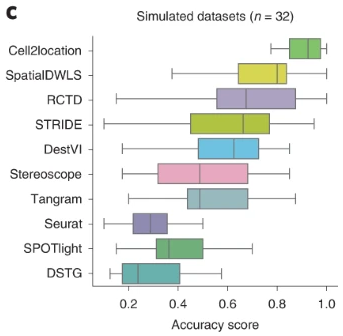 c
Simulated datasets (n = 32)
Cell2location
SpatialDWLS
RCTD
STRIDE
DestVI
Stereoscope
Tangram
Seurat
SPOTlight
DSTG
0.2 0.4 0.6 0.8 1.0
Accuracy score